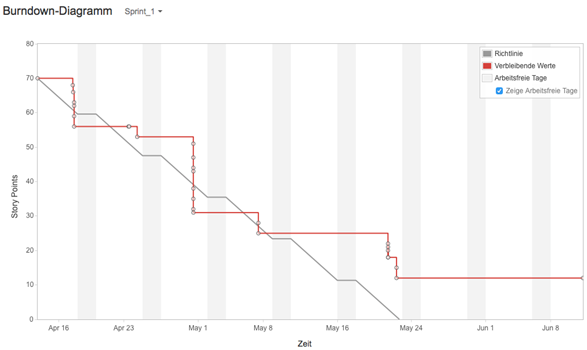 Burndown-Diagramm Sprint_1
80
70
60
50
40
30
20
10
0
Story Points
Richtlinie
Verbleibende Werte
Arbeitsfreie Tage
Zeige Arbeitsfreie Tage
Apr 16 Apr 23 May 1 May 8 May 16 May 24 Jun 1 Jun 8
Zeit